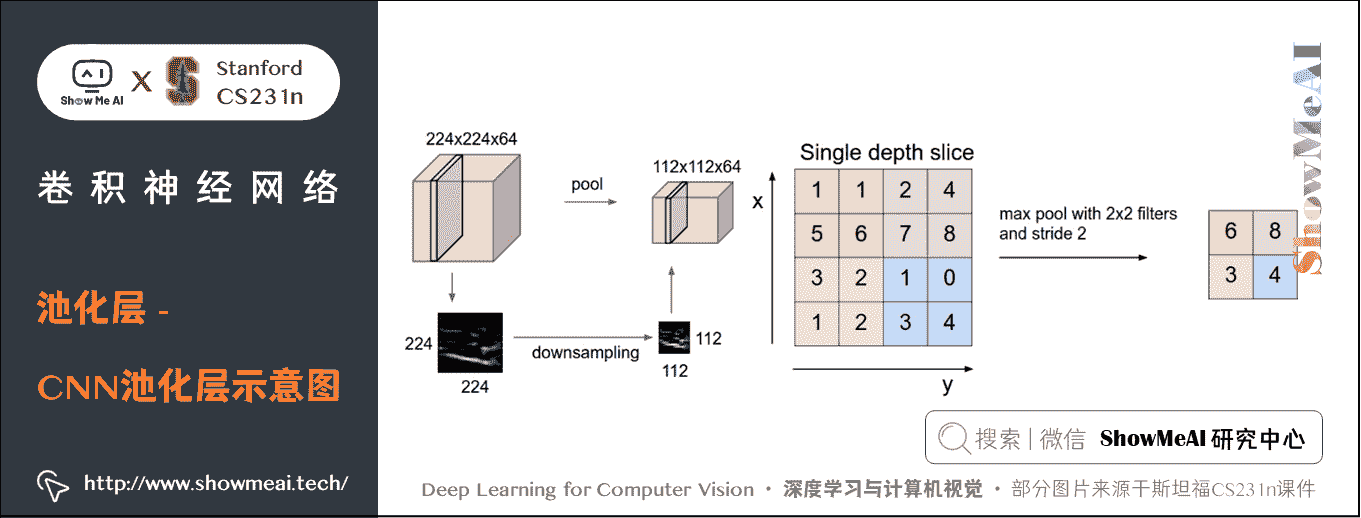 Show Me AI
X
Stanford
CS231n
卷积神经网络
池化层 -
CNN池化层示意图
http://www.showmeai.tech/
224x224x64
pool
112x112x64
224
224
downsampling
112
112
Single depth slice
x
1 1 2 4
5 6 7 8
3 2 1 0
1 2 3 4
y
max pool with 2x2 filters
and stride 2
6 8
3 4
ShowMeAI
搜索 | 微信 ShowMeAI 研究中心
Deep Learning for Computer Vision · 深度学习与计算机视觉 · 部分图片来源于斯坦福CS231n课件